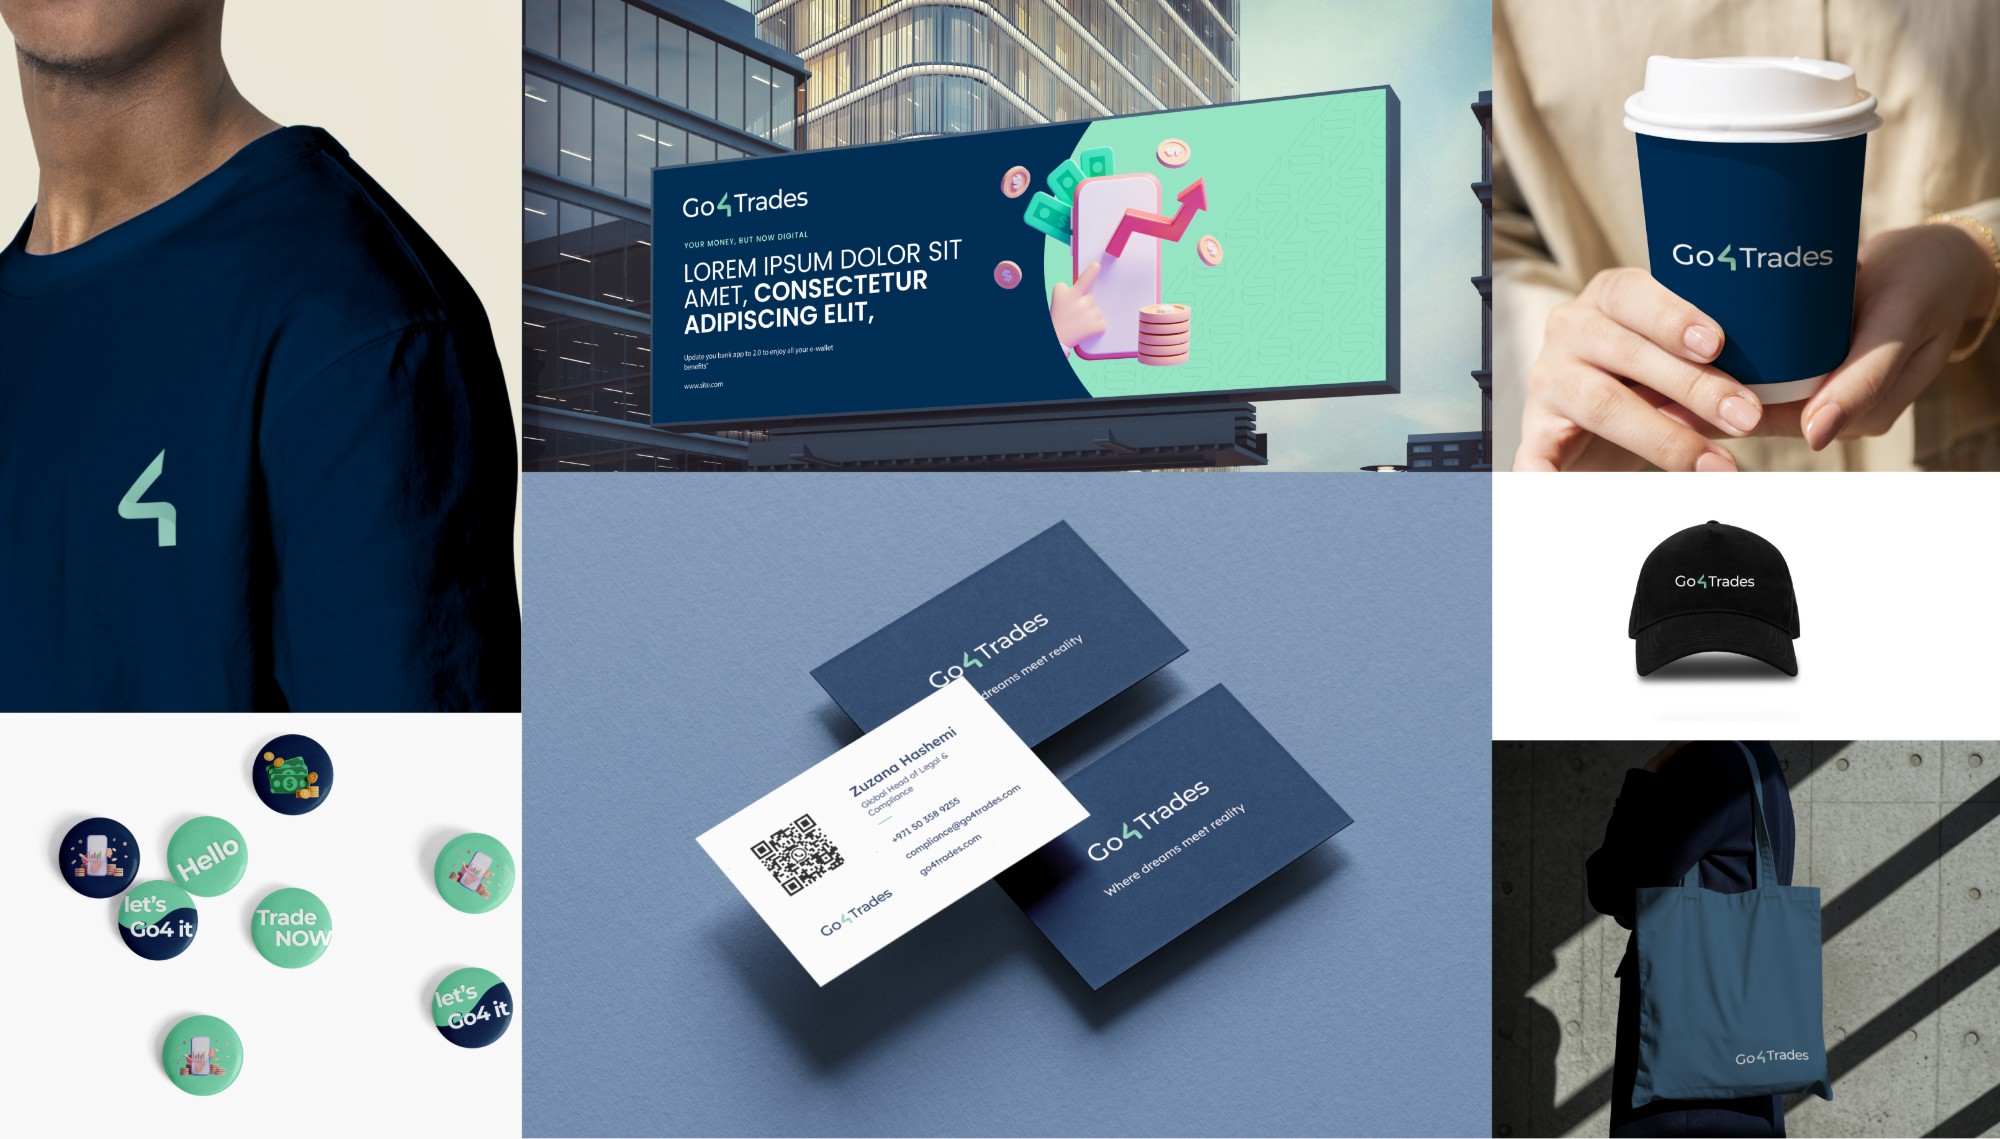 4
Go4Trades
YOUR MONEY, BUT NOW DIGITAL
LOREM IPSUM DOLOR SIT
AMET, CONSECTETUR
ADIPISCING ELIT,
Update you bank app to 2.0 to enjoy all your e-wallet
benefits"
www.site.com
Go4Trades
Go4Trades
dreams meet reality
Zuzana Hashemi
Global Head of Legal &
Compliance
+971 50 358 9255
compliance@go4trades.com
go4trades.com
Go4Trades
Go4Trades
Where dreams meet reality
Go4Trades
Go4Trades
Hello
let's
Go4 it
Trade
NOW
let's
Go4 it